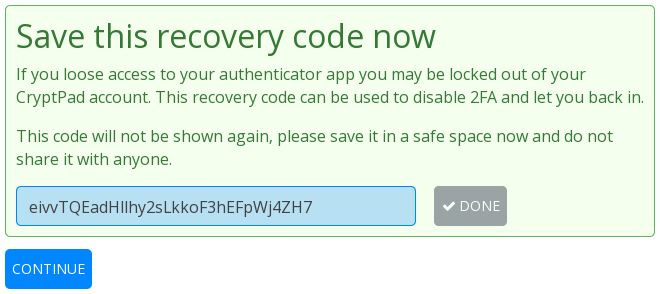 Save this recovery code now
If you loose access to your authenticator app you may be locked out of your
CryptPad account. This recovery code can be used to disable 2FA and let you back in.
This code will not be shown again, please save it in a safe space now and do not
share it with anyone.
eivvTQEadHllhy2sLkkoF3hEFpWj4ZH7
DONE
CONTINUE